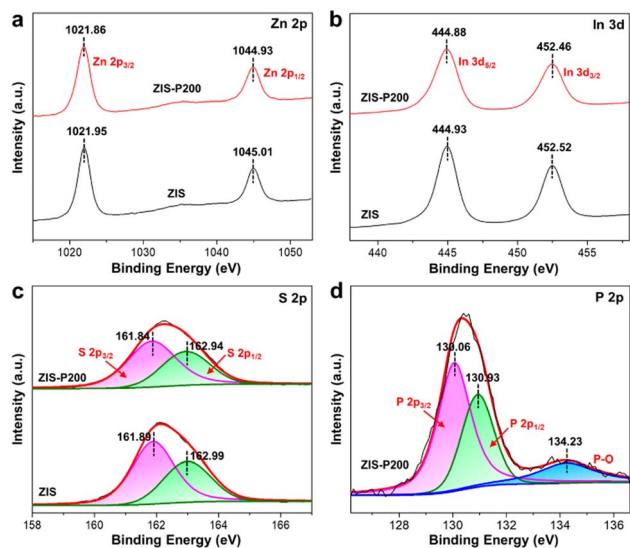 a
Zn 2p
1021.86
Zn 2p3/2
1044.93
Zn 2p1/2
ZIS-P200
1021.95
1045.01
ZIS
Intensity (a.u.)
1020
1030
1040
1050
Binding Energy (eV)
b
In 3d
444.88
In 3d5/2
452.46
In 3d3/2
ZIS-P200
444.93
452.52
ZIS
Intensity (a.u.)
440
445
450
455
Binding Energy (eV)
c
S 2p
161.84
162.94
S 2p3/2
S 2p1/2
ZIS-P200
161.89
162.99
ZIS
Intensity (a.u.)
158
160
162
164
166
Binding Energy (eV)
d
P 2p
130.06
130.93
P 2p3/2
P 2p1/2
134.23
P-O
ZIS-P200
Intensity (a.u.)
128
130
132
134
136
Binding Energy (eV)